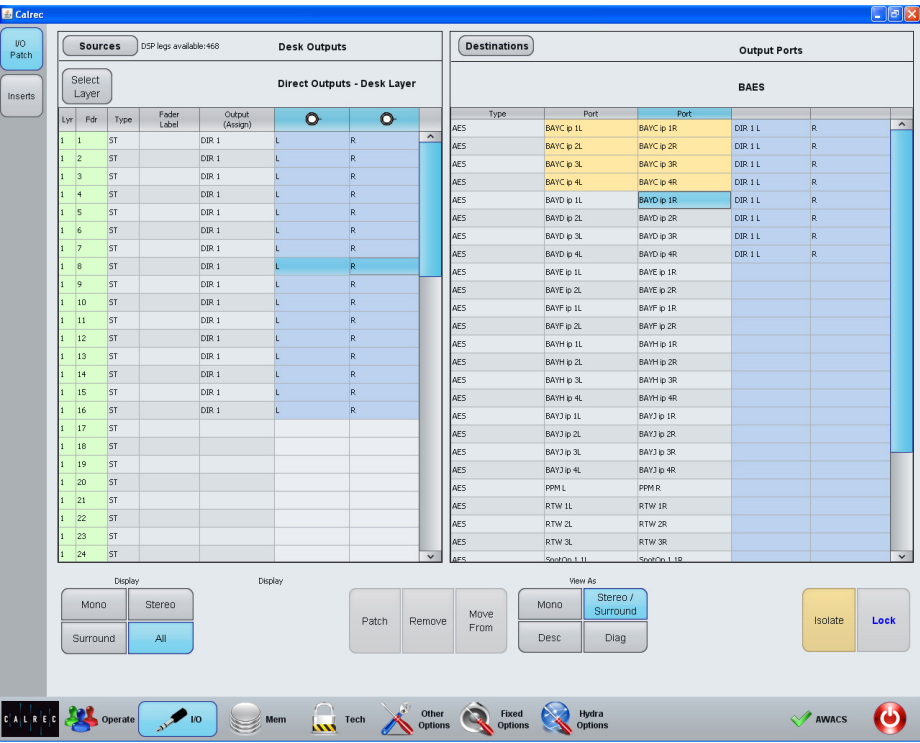 Calrec
I/O
Patch
Inserts
Sources
DSP legs available:468
Desk Outputs
Select
Layer
Direct Outputs - Desk Layer
Lyr Fdr Type Fader Label Output (Assign)
1 1 ST DIR 1 L R
1 2 ST DIR 1 L R
1 3 ST DIR 1 L R
1 4 ST DIR 1 L R
1 5 ST DIR 1 L R
1 6 ST DIR 1 L R
1 7 ST DIR 1 L R
1 8 ST DIR 1 L R
1 9 ST DIR 1 L R
1 10 ST DIR 1 L R
1 11 ST DIR 1 L R
1 12 ST DIR 1 L R
1 13 ST DIR 1 L R
1 14 ST DIR 1 L R
1 15 ST DIR 1 L R
1 16 ST DIR 1 L R
1 17 ST
1 18 ST
1 19 ST
1 20 ST
1 21 ST
1 22 ST
1 23 ST
1 24 ST
Destinations
Output Ports
BAES
Type Port Port
AES BAYC ip 1L BAYC ip 1R DIR 1 L R
AES BAYC ip 2L BAYC ip 2R DIR 1 L R
AES BAYC ip 3L BAYC ip 3R DIR 1 L R
AES BAYC ip 4L BAYC ip 4R DIR 1 L R
AES BAYD ip 1L BAYD ip 1R DIR 1 L R
AES BAYD ip 2L BAYD ip 2R DIR 1 L R
AES BAYD ip 3L BAYD ip 3R DIR 1 L R
AES BAYD ip 4L BAYD ip 4R DIR 1 L R
AES BAYE ip 1L BAYE ip 1R
AES BAYE ip 2L BAYE ip 2R
AES BAYF ip 1L BAYF ip 1R
AES BAYF ip 2L BAYF ip 2R
AES BAYH ip 1L BAYH ip 1R
AES BAYH ip 2L BAYH ip 2R
AES BAYH ip 3L BAYH ip 3R
AES BAYH ip 4L BAYH ip 4R
AES BAYJ ip 1L BAYJ ip 1R
AES BAYJ ip 2L BAYJ ip 2R
AES BAYJ ip 3L BAYJ ip 3R
AES BAYJ ip 4L BAYJ ip 4R
AES PPM L PPM R
AES RTW 1L RTW 1R
AES RTW 2L RTW 2R
AES RTW 3L RTW 3R
AES SpotOp 1 1L SpotOp 1 1R
Display
Mono Stereo
Surround All
Display
Patch Remove Move From
View As
Mono Stereo / Surround
Desc Diag
Isolate Lock
CALREC Operate I/O Mem Tech Other Options Fixed Options Hydra Options AWACS